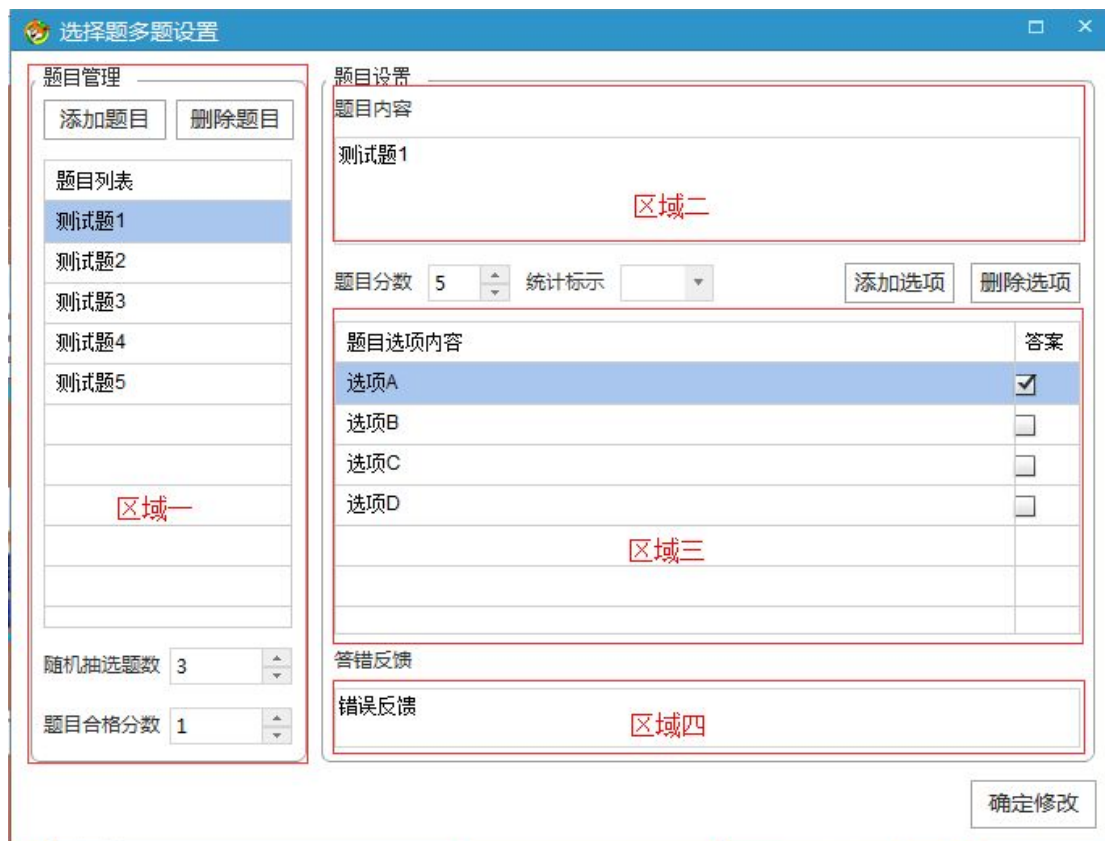 选择题多题设置
题目管理
添加题目 删除题目
题目列表
测试题1
测试题2
测试题3
测试题4
测试题5
区域一
随机抽选题数 3
题目合格分数 1
题目设置
题目内容
测试题1
区域二
题目分数 5 统计标示 添加选项 删除选项
题目选项内容 答案
选项A
选项B
选项C
选项D
区域三
答错反馈
错误反馈
区域四
确定修改